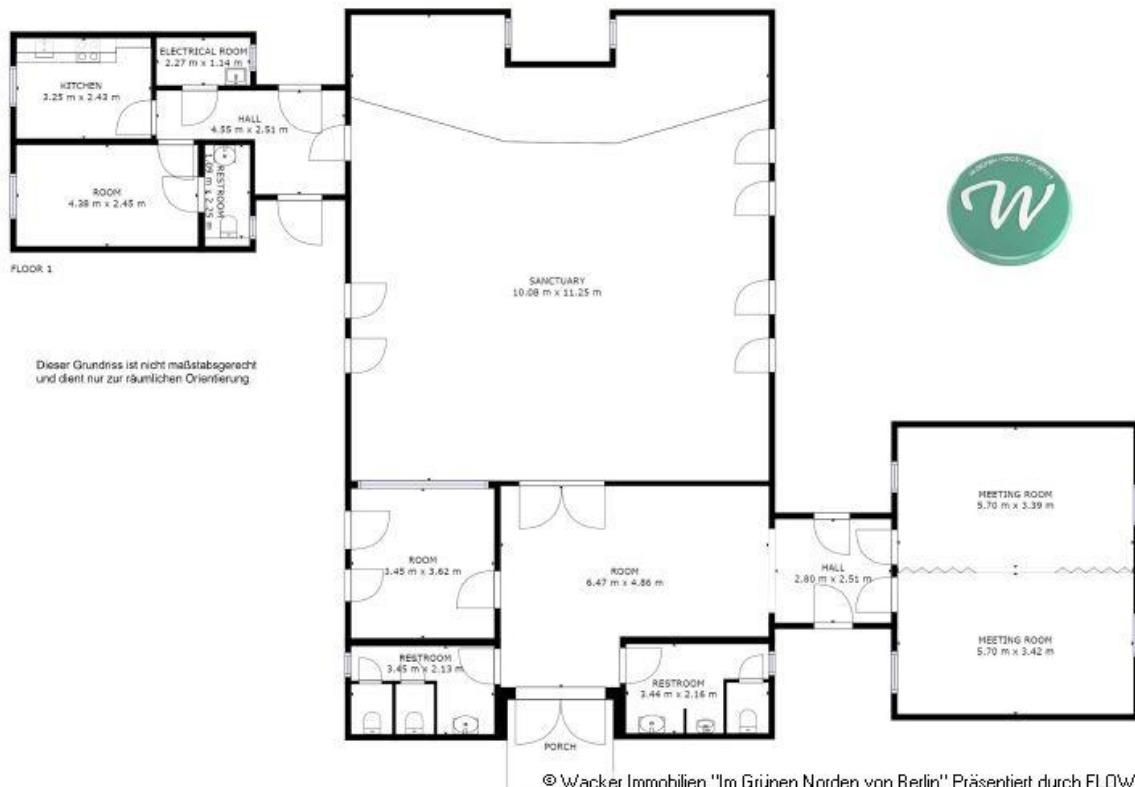 ELECTRICAL ROOM
2.27 m x 1.14 m
KITCHEN
3.25 m x 2.43 m
HALL
4.55 m x 2.51 m
ROOM
4.38 m x 2.45 m
RESTROOM
1.09 m x 2.25 m
FLOOR 1
W
SANCTUARY
10.08 m x 11.25 m
Dieser Grundriss ist nicht maßstabsgerecht
und dient nur zur räumlichen Orientierung
MEETING ROOM
5.70 m x 3.39 m
ROOM
3.45 m x 3.62 m
ROOM
6.47 m x 4.86 m
HALL
2.80 m x 2.51 m
MEETING ROOM
5.70 m x 3.42 m
RESTROOM
3.45 m x 2.13 m
RESTROOM
3.44 m x 2.16 m
PORCH
© Wacker Immobilien "Im Grünen Norden von Berlin" Präsentiert durch FLOW